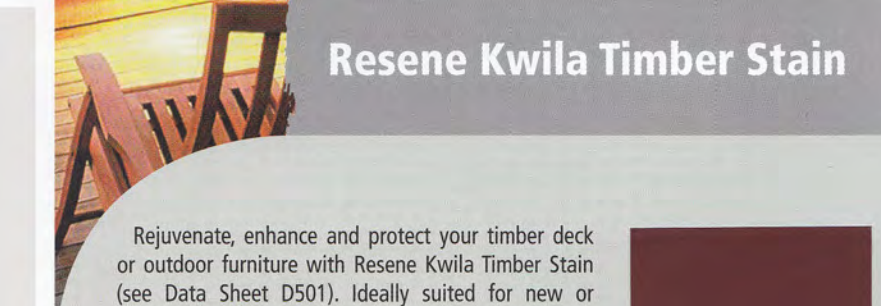 Resene Kwila Timber Stain
Rejuvenate, enhance and protect your timber deck
or outdoor furniture with Resene Kwila Timber Stain
(see Data Sheet D501). Ideally suited for new or